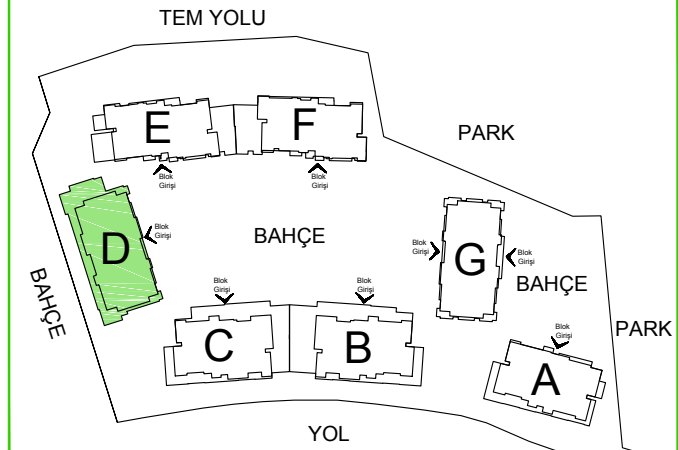 TEM YOLU
PARK
E
F
Blok
Girişi
Blok
Girişi
D
Blok
Girişi
BAHÇE
Blok
Girişi
G
Blok
Girişi
BAHÇE
BAHÇE
Blok
Girişi
Blok
Girişi
C
B
Blok
Girişi
A
PARK
YOL